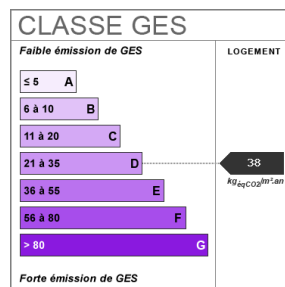 CLASSE GES
Faible émission de GES
LOGEMENT
≤ 5 A
6 à 10 B
11 à 20 C
21 à 35 D
38
kgéqCO2/m².an
36 à 55 E
56 à 80 F
> 80 G
Forte émission de GES